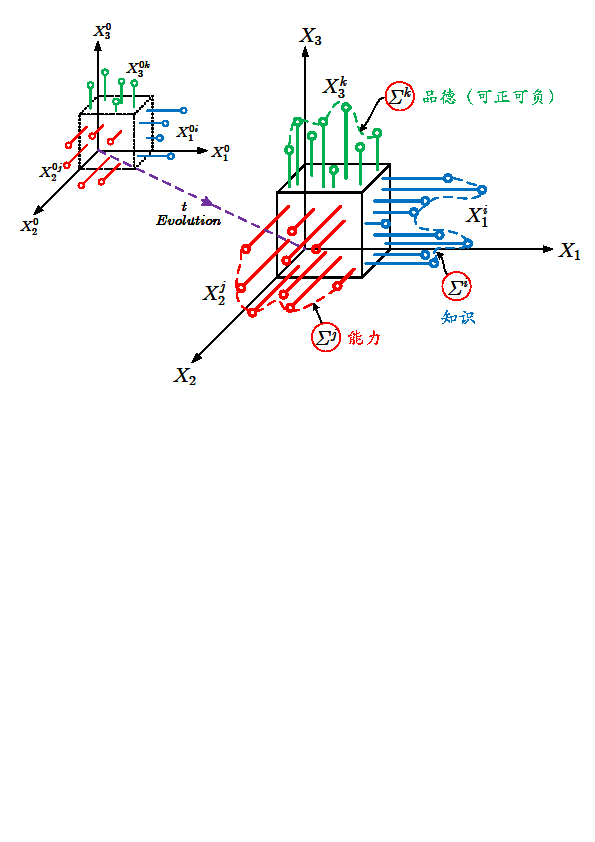 X₃⁰
X₃⁰ᵏ
X₁⁰ⁱ
X₁⁰
X₂⁰ʲ
X₂⁰
t
Evolution
X₃
X₃ᵏ
Σᵏ 品德（可正可负）
X₁ⁱ
X₁
Σⁱ
知识
X₂ʲ
Σʲ 能力
X₂